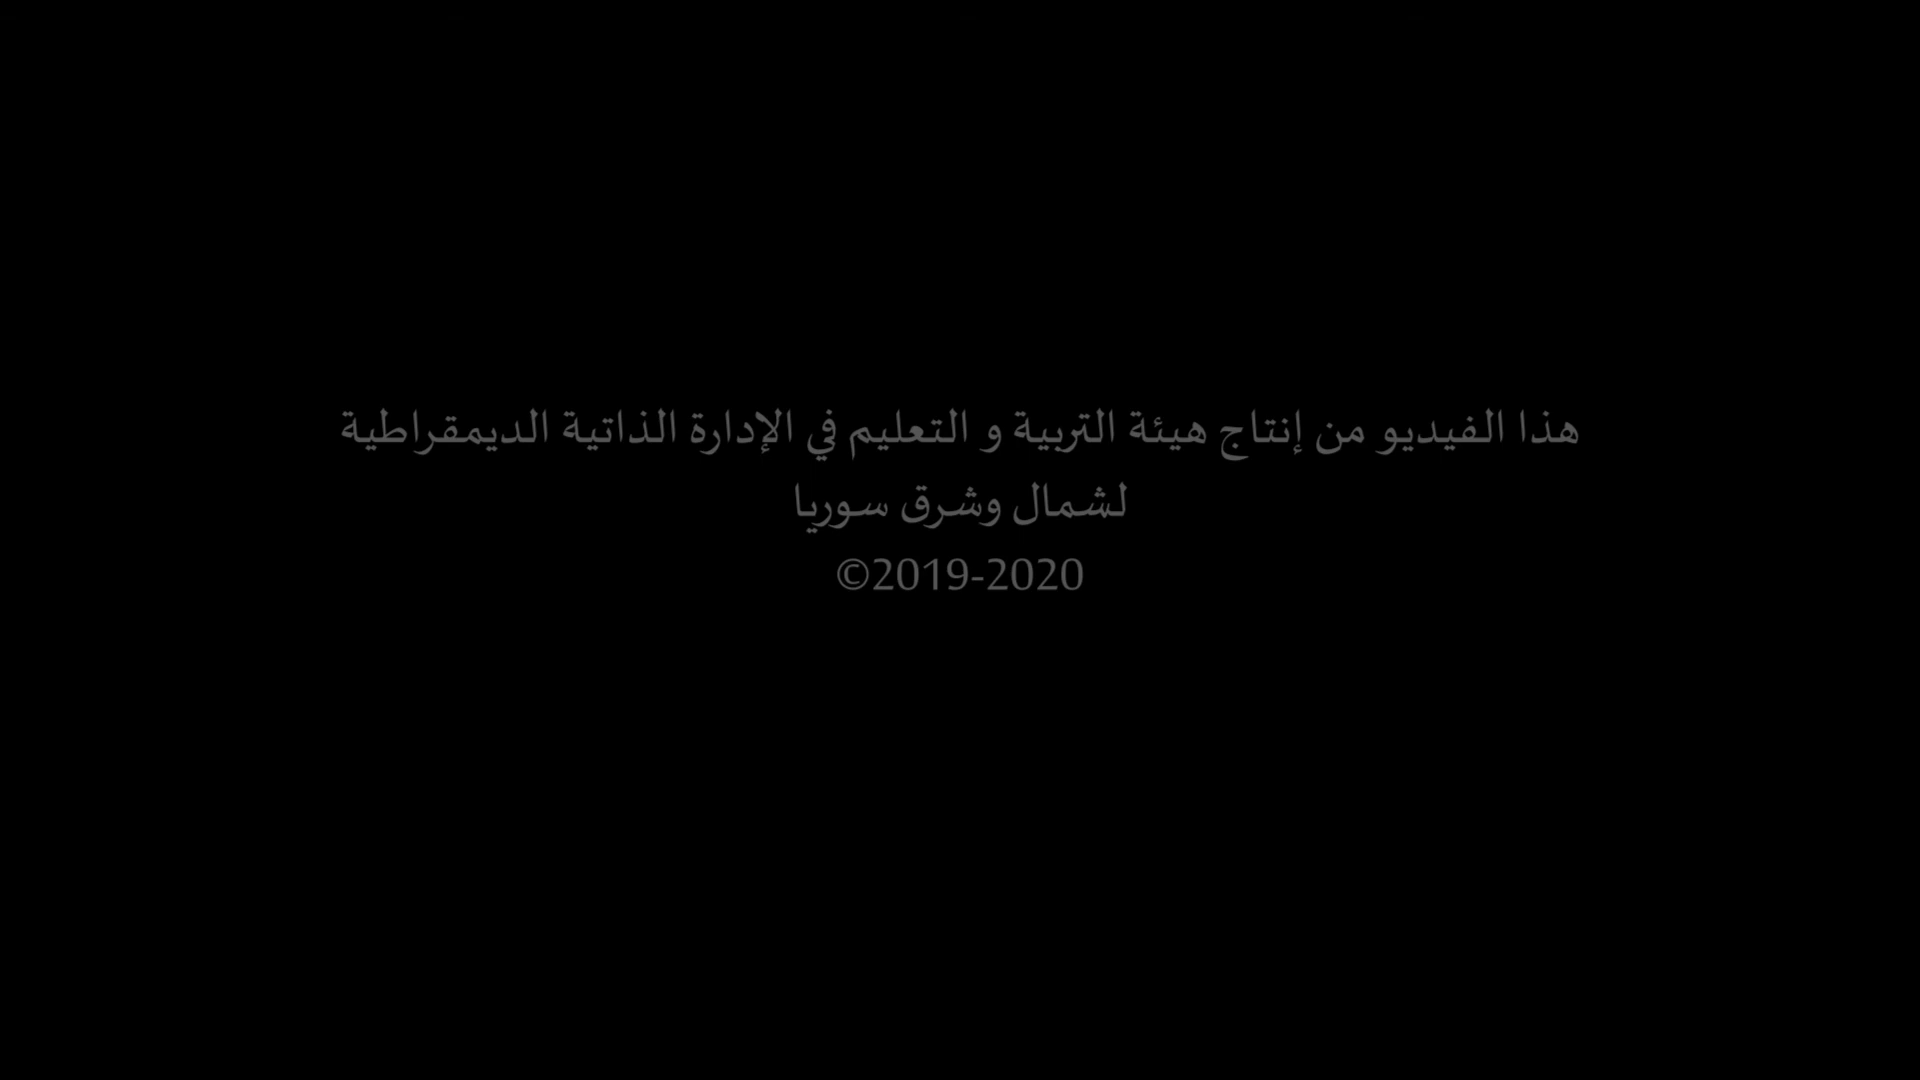 هذا الفيديو من إنتاج هيئة التربية و التعليم في الإدارة الذاتية الديمقراطية
لشمال وشرق سوريا
©2019-2020